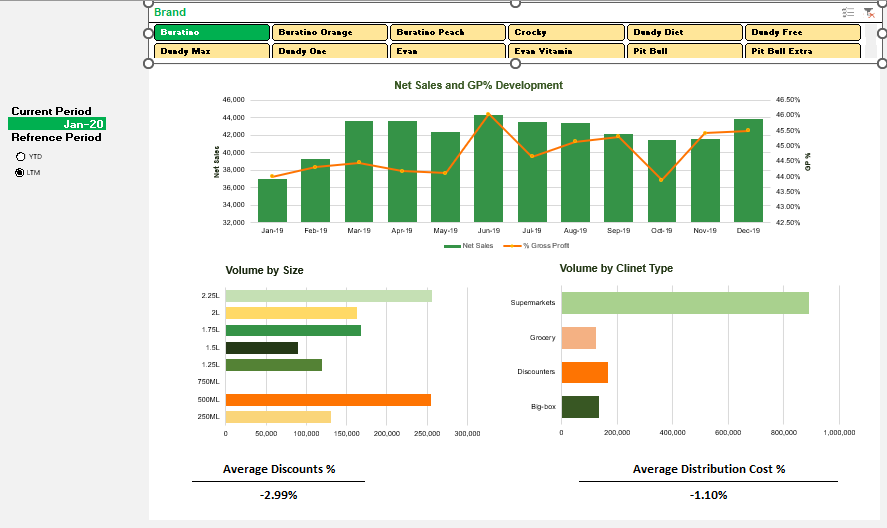 Brand
Buratino
Buratino Orange
Buratino Peach
Crocky
Dundy Diet
Dundy Free
Dundy Max
Dundy One
Evan
Evan Vitamin
Pit Bull
Pit Bull Extra
Current Period
Jan-20
Refrence Period
YTD
LTM
Net Sales and GP% Development
46,000
44,000
42,000
40,000
38,000
36,000
34,000
32,000
Net Sales
46.50%
46.00%
45.50%
45.00%
44.50%
44.00%
43.50%
43.00%
42.50%
GP %
Jan-19 Feb-19 Mar-19 Apr-19 May-19 Jun-19 Jul-19 Aug-19 Sep-19 Oct-19 Nov-19 Dec-19
Net Sales % Gross Profit
Volume by Size
2.25L
2L
1.75L
1.5L
1.25L
750ML
500ML
250ML
0 50,000 100,000 150,000 200,000 250,000 300,000
Volume by Clinet Type
Supermarkets
Grocery
Discounters
Big-box
0 200,000 400,000 600,000 800,000 1,000,000
Average Discounts %
-2.99%
Average Distribution Cost %
-1.10%